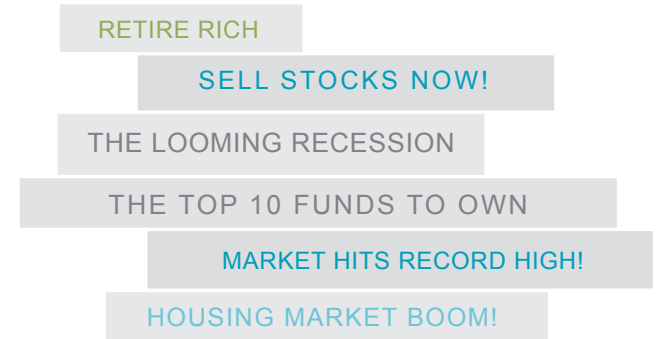 RETIRE RICH
SELL STOCKS NOW!
THE LOOMING RECESSION
THE TOP 10 FUNDS TO OWN
MARKET HITS RECORD HIGH!
HOUSING MARKET BOOM!